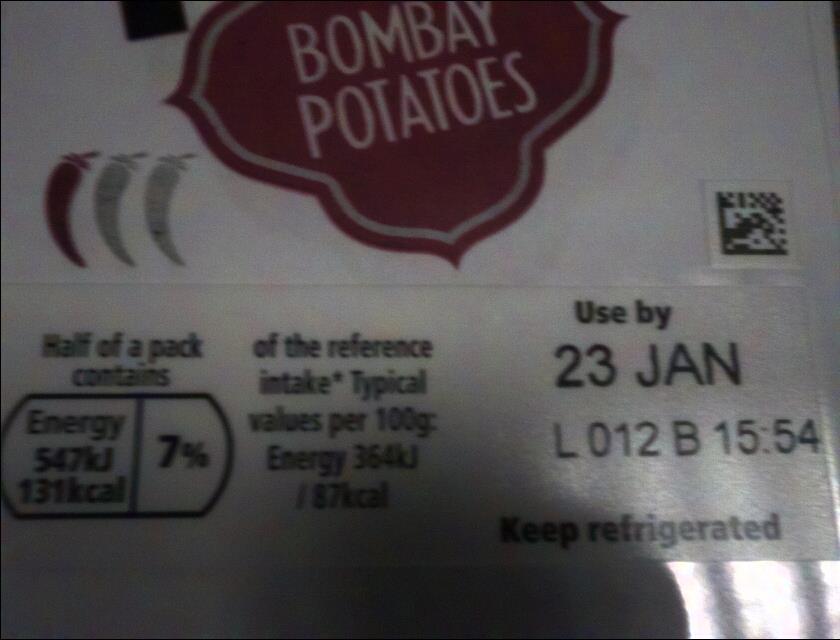 BOMBAY
POTATOES
Half of a pack
contains
Energy
547kJ
131kcal
7%
of the reference
intake* Typical
values per 100g:
Energy 364kJ
/ 87kcal
Use by
23 JAN
L 012 B 15:54
Keep refrigerated